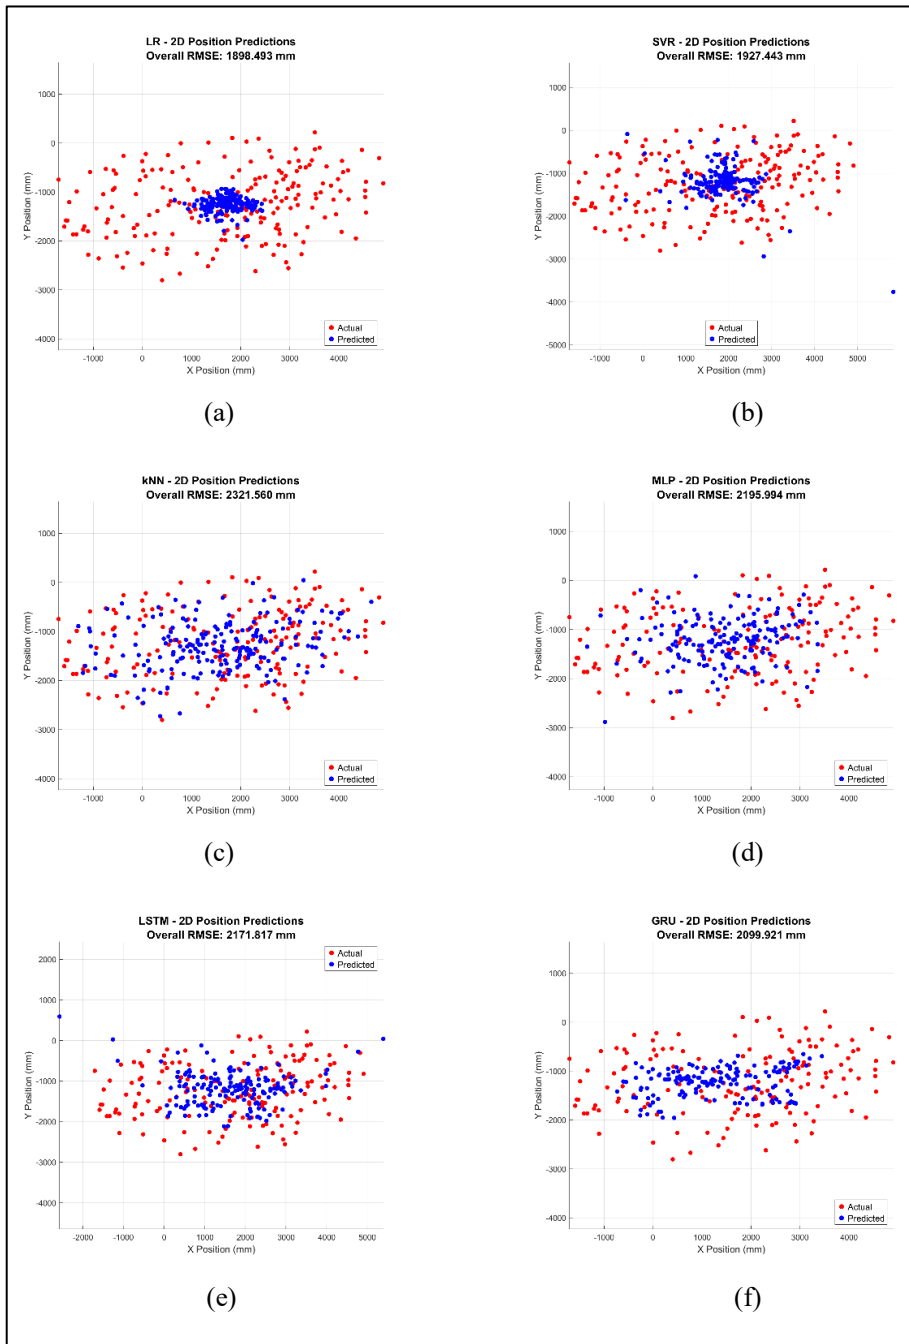 LR - 2D Position Predictions
Overall RMSE: 1898.493 mm
1000
0
-1000
-2000
-3000
-4000
Y Position (mm)
-1000 0 1000 2000 3000 4000
X Position (mm)
Actual
Predicted
(a)
SVR - 2D Position Predictions
Overall RMSE: 1927.443 mm
1000
0
-1000
-2000
-3000
-4000
-5000
Y Position (mm)
-1000 0 1000 2000 3000 4000 5000
X Position (mm)
Actual
Predicted
(b)
kNN - 2D Position Predictions
Overall RMSE: 2321.560 mm
1000
0
-1000
-2000
-3000
-4000
Y Position (mm)
-1000 0 1000 2000 3000 4000
X Position (mm)
Actual
Predicted
(c)
MLP - 2D Position Predictions
Overall RMSE: 2195.994 mm
1000
0
-1000
-2000
-3000
-4000
Y Position (mm)
-1000 0 1000 2000 3000 4000
X Position (mm)
Actual
Predicted
(d)
LSTM - 2D Position Predictions
Overall RMSE: 2171.817 mm
Actual
Predicted
2000
1000
0
-1000
-2000
-3000
-4000
Y Position (mm)
-2000 -1000 0 1000 2000 3000 4000 5000
X Position (mm)
(e)
GRU - 2D Position Predictions
Overall RMSE: 2099.921 mm
1000
0
-1000
-2000
-3000
-4000
Y Position (mm)
-1000 0 1000 2000 3000 4000
X Position (mm)
Actual
Predicted
(f)